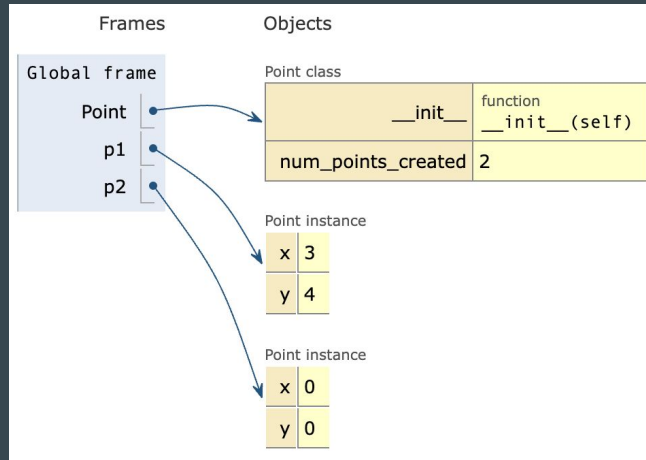 Frames Objects
Global frame
Point
p1
p2
Point class
__init__ function
__init__(self)
num_points_created 2
Point instance
x 3
y 4
Point instance
x 0
y 0